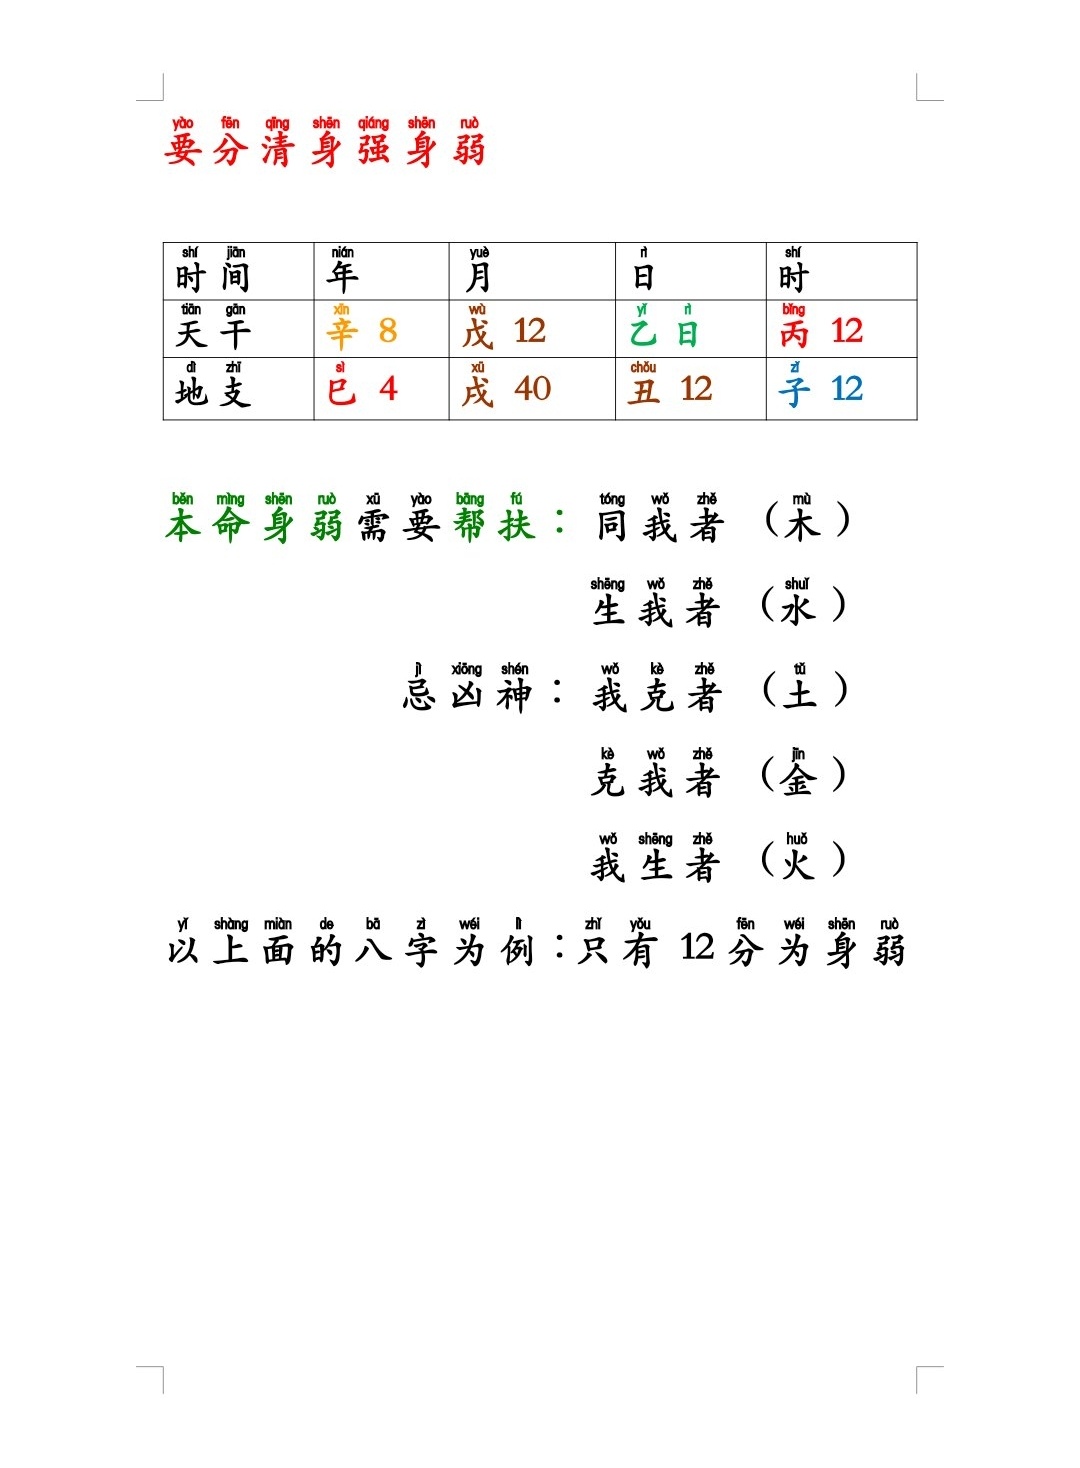 yào fēn qīng shēn qiáng shēn ruò
要分清身强身弱
shí jiān nián yuè rì shí
时间 年 月 日 时
tiān gān xīn wù yǐ rì bǐng
天干 辛 8 戊 12 乙日 丙 12
dì zhī sì xū chǒu zǐ
地支 巳 4 戌 40 丑 12 子 12
běn mìng shēn ruò xū yào bāng fú tóng wǒ zhě mù
本命身弱需要帮扶：同我者（木）
shēng wǒ zhě shuǐ
生我者（水）
jì xiōng shén wǒ kè zhě tǔ
忌凶神：我克者（土）
kè wǒ zhě jīn
克我者（金）
wǒ shēng zhě huǒ
我生者（火）
yǐ shàng miàn de bā zì wéi lì zhǐ yǒu fēn wéi shēn ruò
以上面的八字为例：只有 12 分为身弱